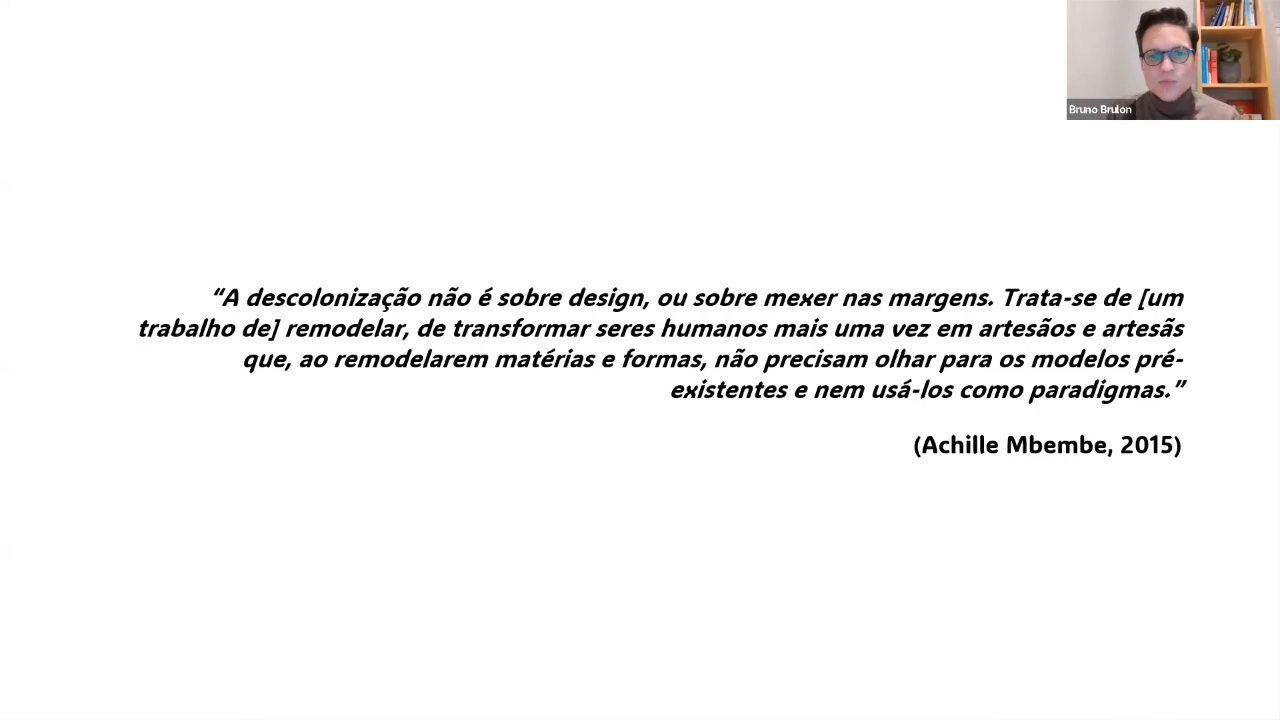 Bruno Brulon
“A descolonização não é sobre design, ou sobre mexer nas margens. Trata-se de [um
trabalho de] remodelar, de transformar seres humanos mais uma vez em artesãos e artesãs
que, ao remodelarem matérias e formas, não precisam olhar para os modelos pré-
existentes e nem usá-los como paradigmas.”
(Achille Mbembe, 2015)